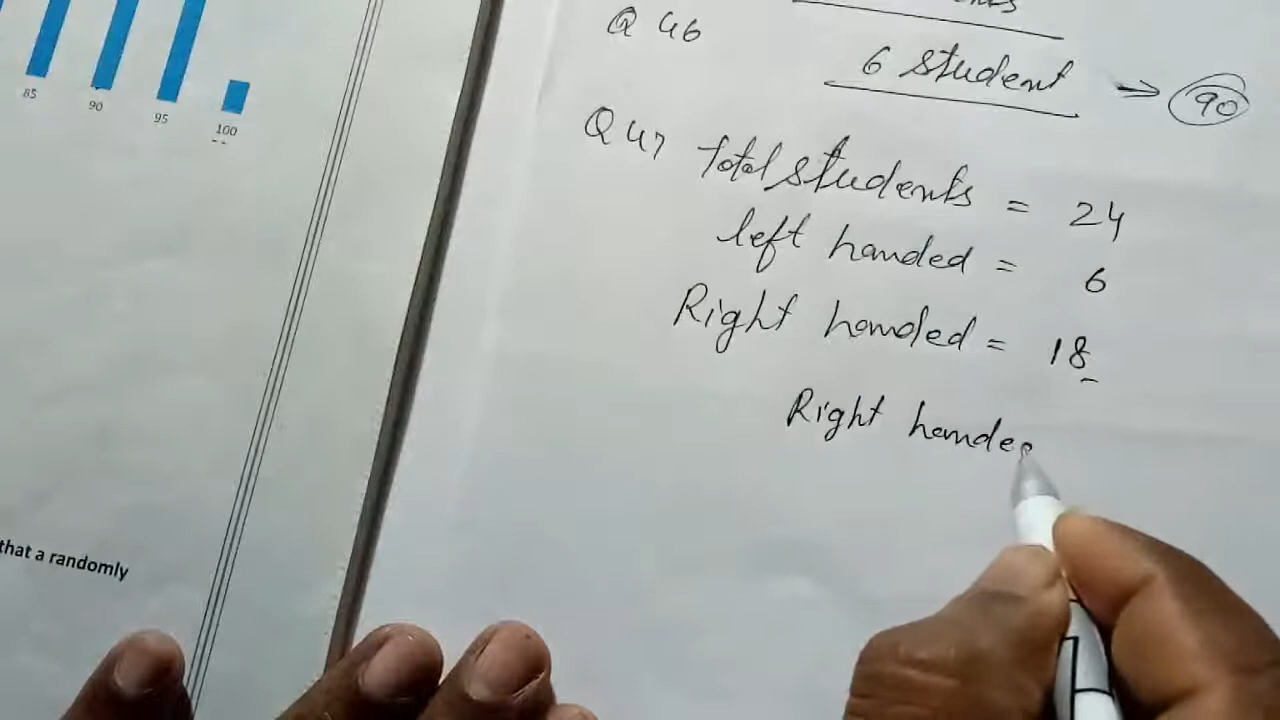 85 90 95 100
that a randomly
Q 46
6 student → 90
Q 47 Total students = 24
left handed = 6
Right handed = 18
Right hande